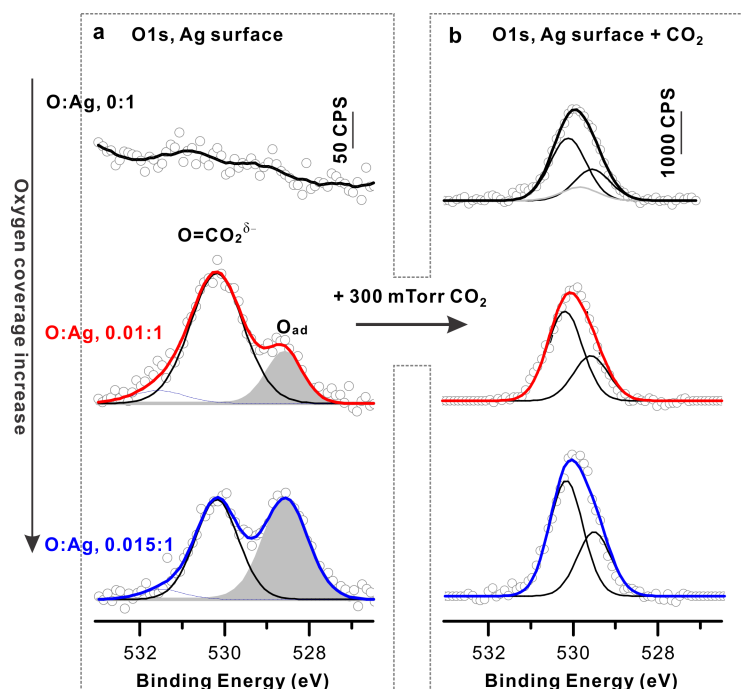 a O1s, Ag surface
O:Ag, 0:1
50 CPS
O=CO₂δ⁻
Oad
O:Ag, 0.01:1
O:Ag, 0.015:1
Oxygen coverage increase
532 530 528
Binding Energy (eV)
+ 300 mTorr CO₂
b O1s, Ag surface + CO₂
1000 CPS
532 530 528
Binding Energy (eV)